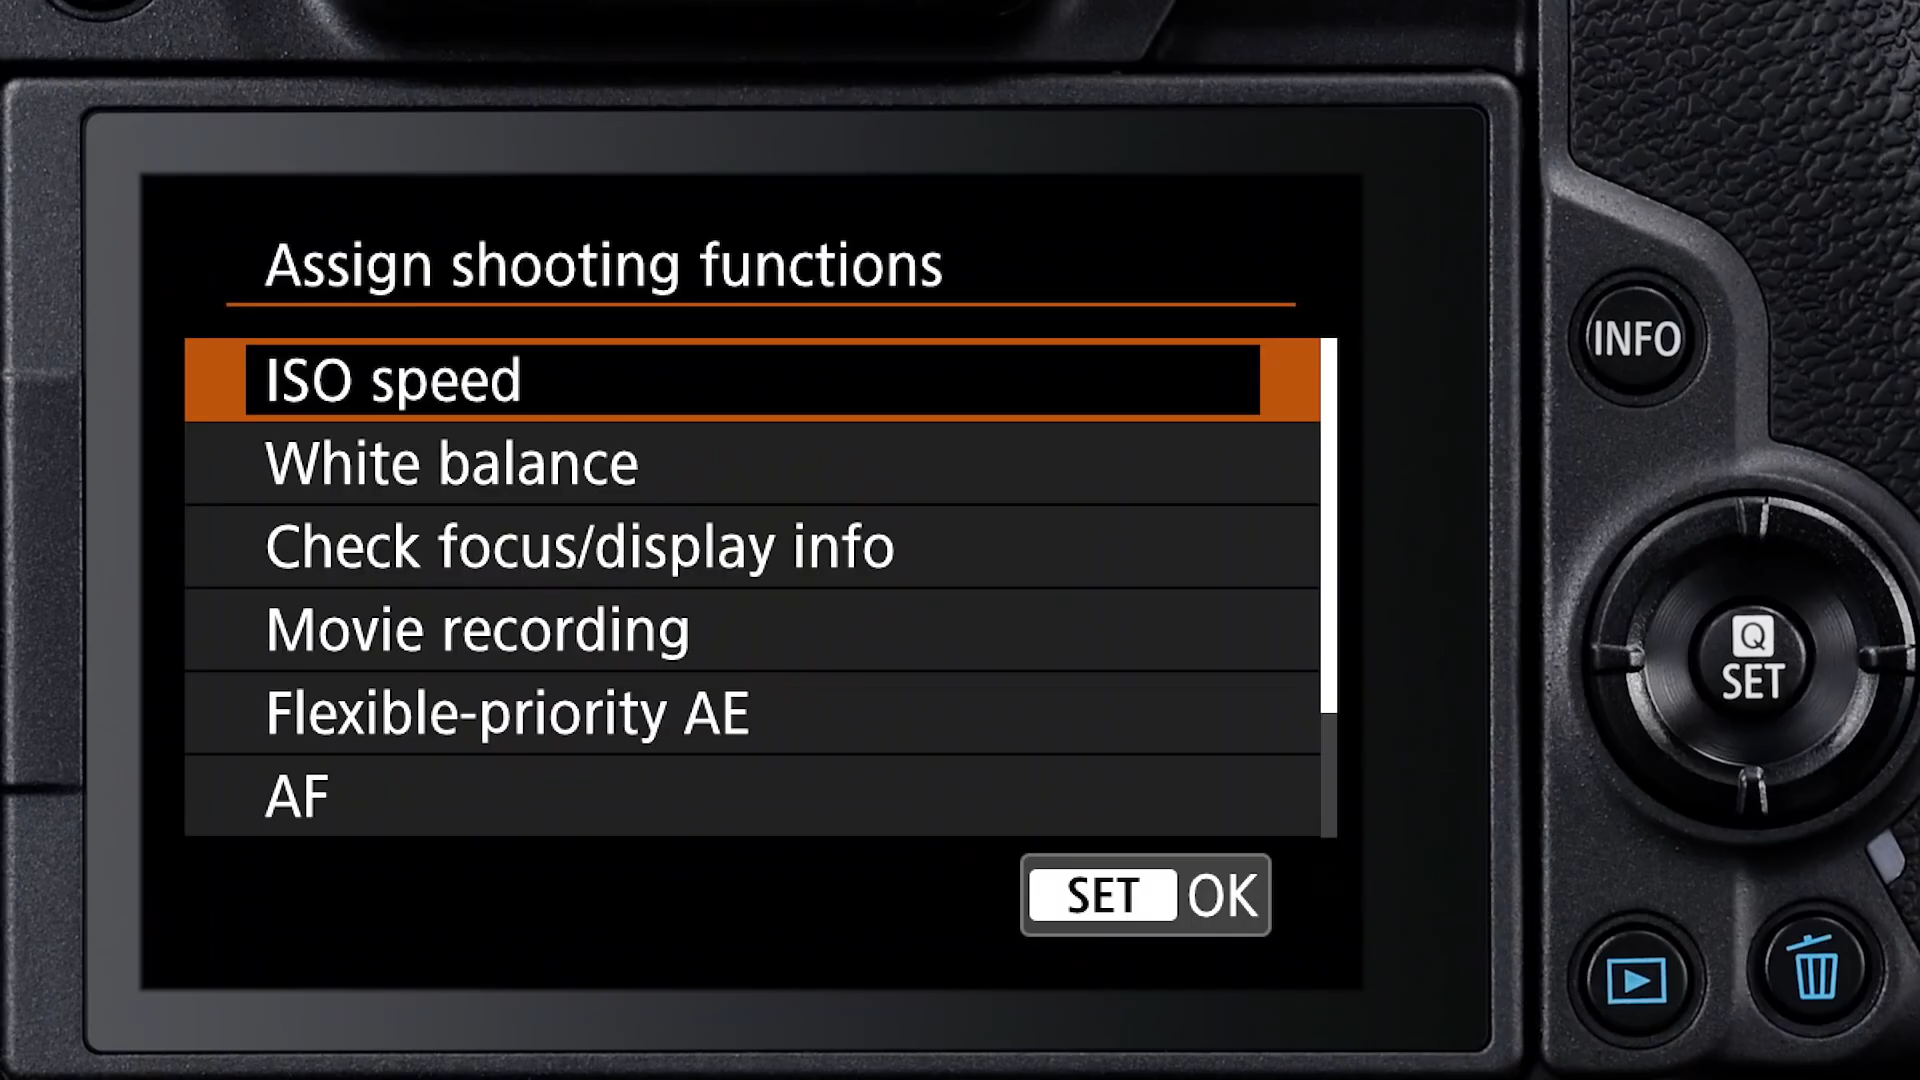 Assign shooting functions
ISO speed
White balance
Check focus/display info
Movie recording
Flexible-priority AE
AF
SET OK
INFO
Q
SET